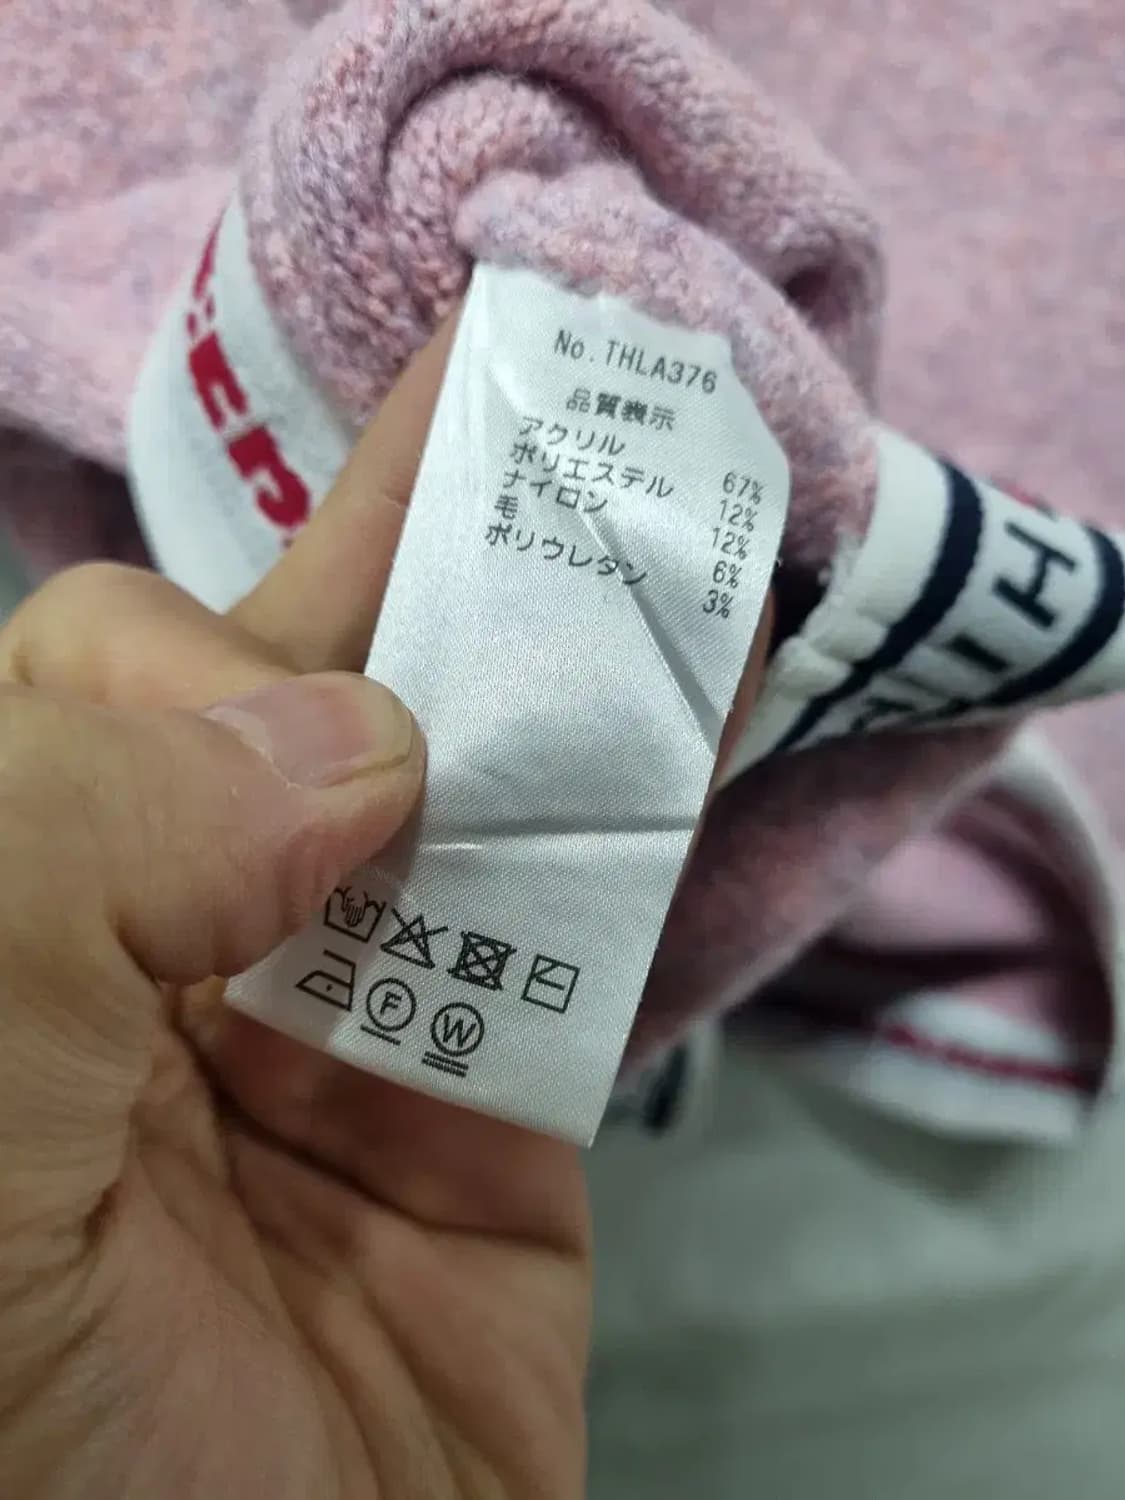 No.THLA376
品質表示
アクリル 67%
ポリエステル 12%
ナイロン 12%
毛 6%
ポリウレタン 3%
F
W